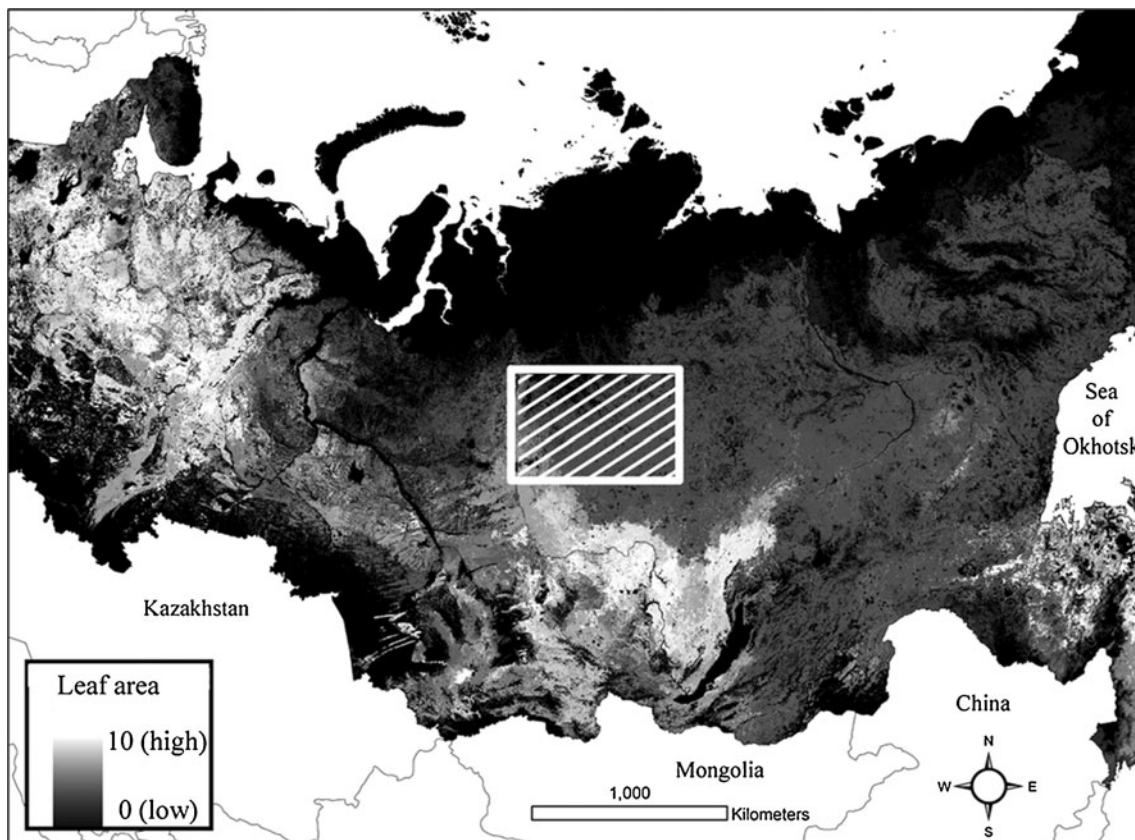 Sea
of
Okhotsk
Kazakhstan
Leaf area
10 (high)
0 (low)
China
Mongolia
1,000
Kilometers
N
W E
S